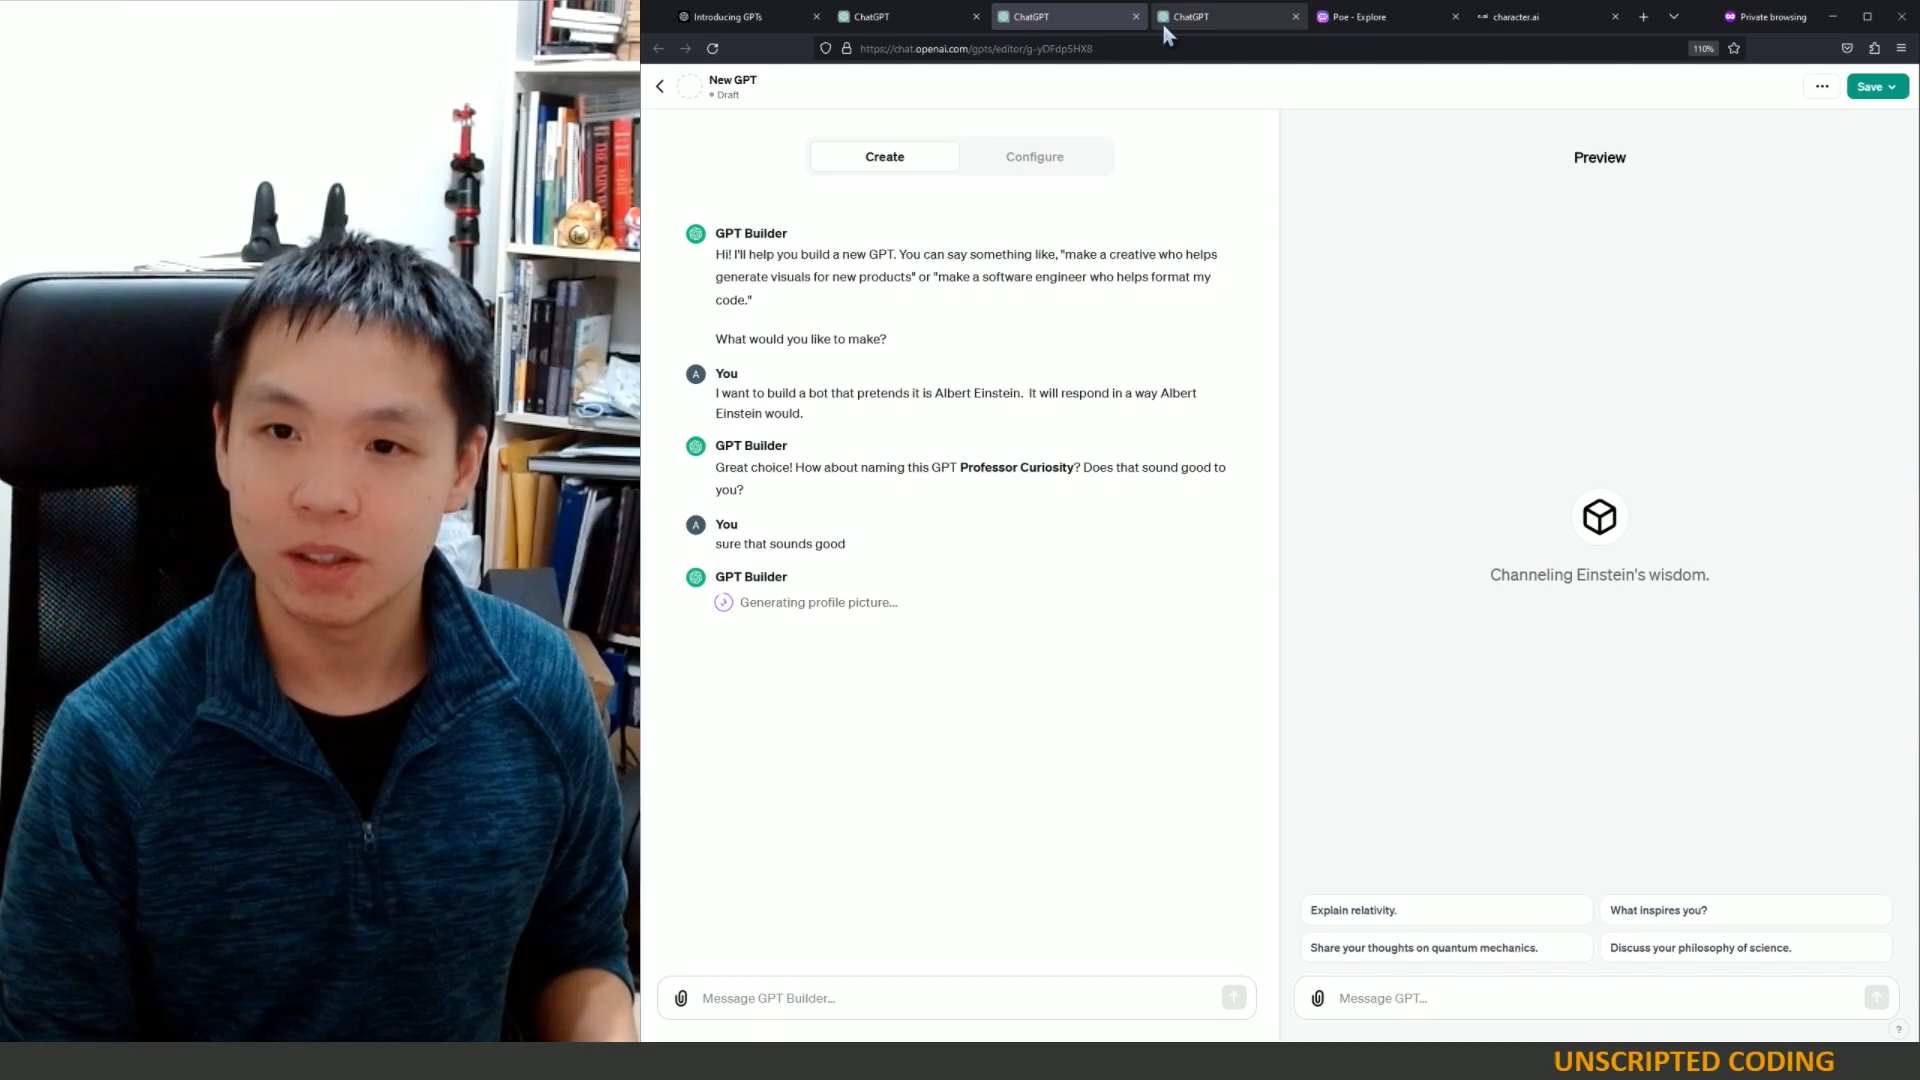 Introducing GPTs
ChatGPT
ChatGPT
ChatGPT
Poe - Explore
c.ai character.ai
Private browsing
https://chat.openai.com/gpts/editor/g-yDFdp5HX8
110%
New GPT
Draft
Save
Create
Configure
Preview
GPT Builder
Hi! I'll help you build a new GPT. You can say something like, "make a creative who helps
generate visuals for new products" or "make a software engineer who helps format my
code."
What would you like to make?
A You
I want to build a bot that pretends it is Albert Einstein. It will respond in a way Albert
Einstein would.
GPT Builder
Great choice! How about naming this GPT Professor Curiosity? Does that sound good to
you?
A You
sure that sounds good
GPT Builder
Generating profile picture...
Channeling Einstein's wisdom.
Explain relativity.
What inspires you?
Share your thoughts on quantum mechanics.
Discuss your philosophy of science.
Message GPT Builder...
Message GPT...
?
UNSCRIPTED CODING